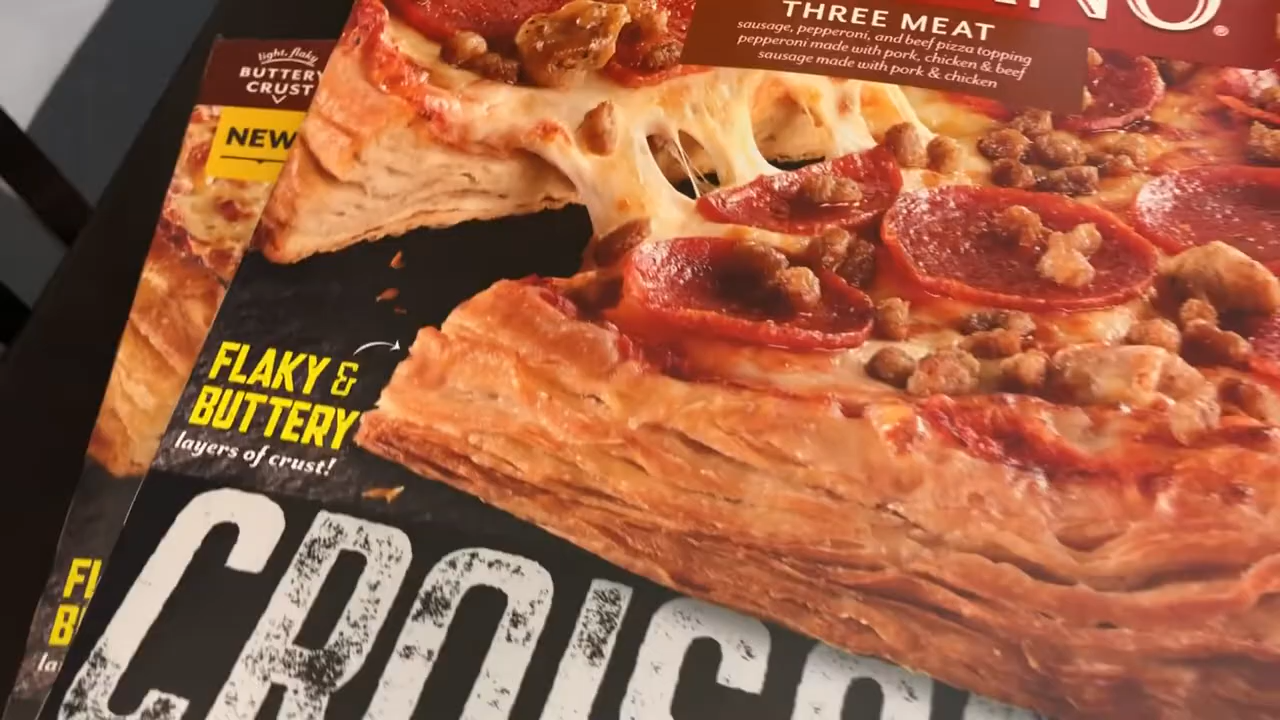 THREE MEAT
sausage, pepperoni, and beef pizza topping
pepperoni made with pork, chicken & beef
sausage made with pork & chicken
light, flaky
BUTTERY
CRUST
NEW
FLAKY &
BUTTERY
layers of crust!
CROISS